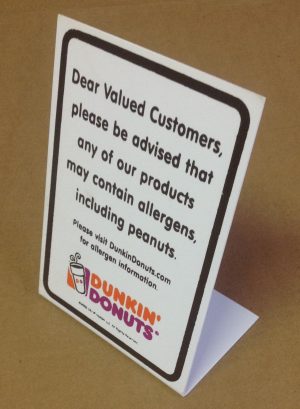 Dear Valued Customers,
please be advised that
any of our products
may contain allergens,
including peanuts.
Please visit DunkinDonuts.com
for allergen information.
DUNKIN'
DONUTS